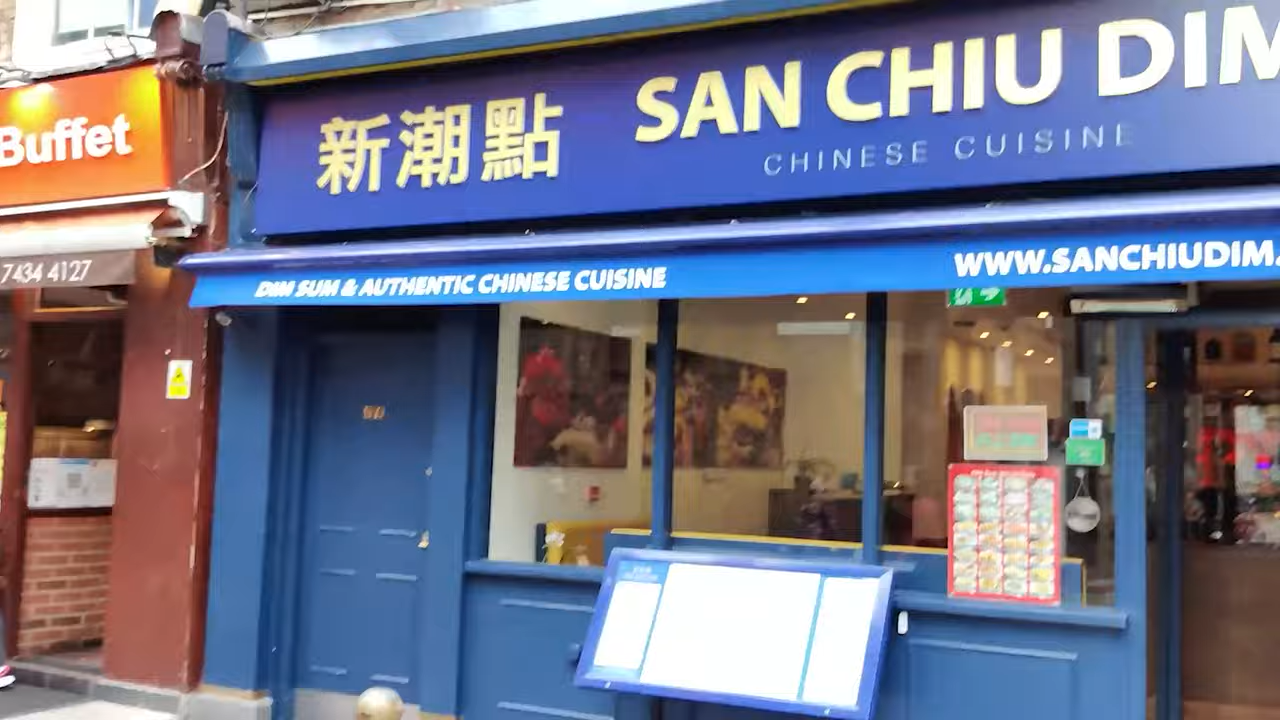 Buffet
7434 4127
新潮點
SAN CHIU DIM
CHINESE CUISINE
DIM SUM & AUTHENTIC CHINESE CUISINE
WWW.SANCHIUDIM.